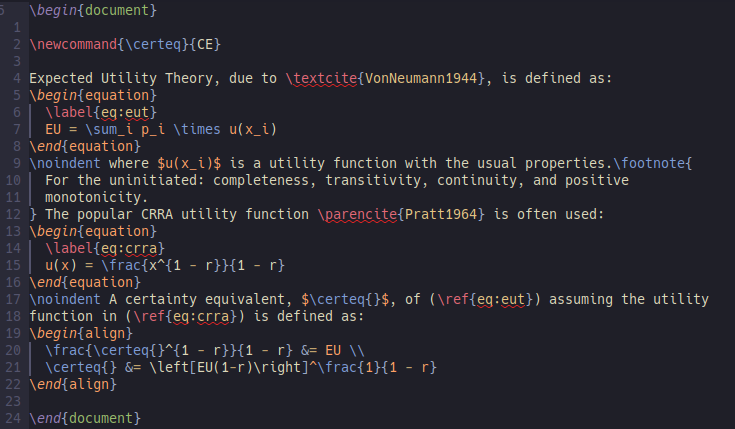 6 \begin{document}
1
2 \newcommand{\certeq}{CE}
3
4 Expected Utility Theory, due to \textcite{VonNeumann1944}, is defined as:
5 \begin{equation}
6   \label{eq:eut}
7   EU = \sum_i p_i \times u(x_i)
8 \end{equation}
9 \noindent where $u(x_i)$ is a utility function with the usual properties.\footnote{
10   For the uninitiated: completeness, transitivity, continuity, and positive
11   monotonicity.
12 } The popular CRRA utility function \parencite{Pratt1964} is often used:
13 \begin{equation}
14   \label{eq:crra}
15   u(x) = \frac{x^{1 - r}}{1 - r}
16 \end{equation}
17 \noindent A certainty equivalent, $\certeq{}$, of (\ref{eq:eut}) assuming the utility
18 function in (\ref{eq:crra}) is defined as:
19 \begin{align}
20   \frac{\certeq{}^{1 - r}}{1 - r} &= EU \\
21   \certeq{} &= \left[EU(1-r)\right]^\frac{1}{1 - r}
22 \end{align}
23
24 \end{document}